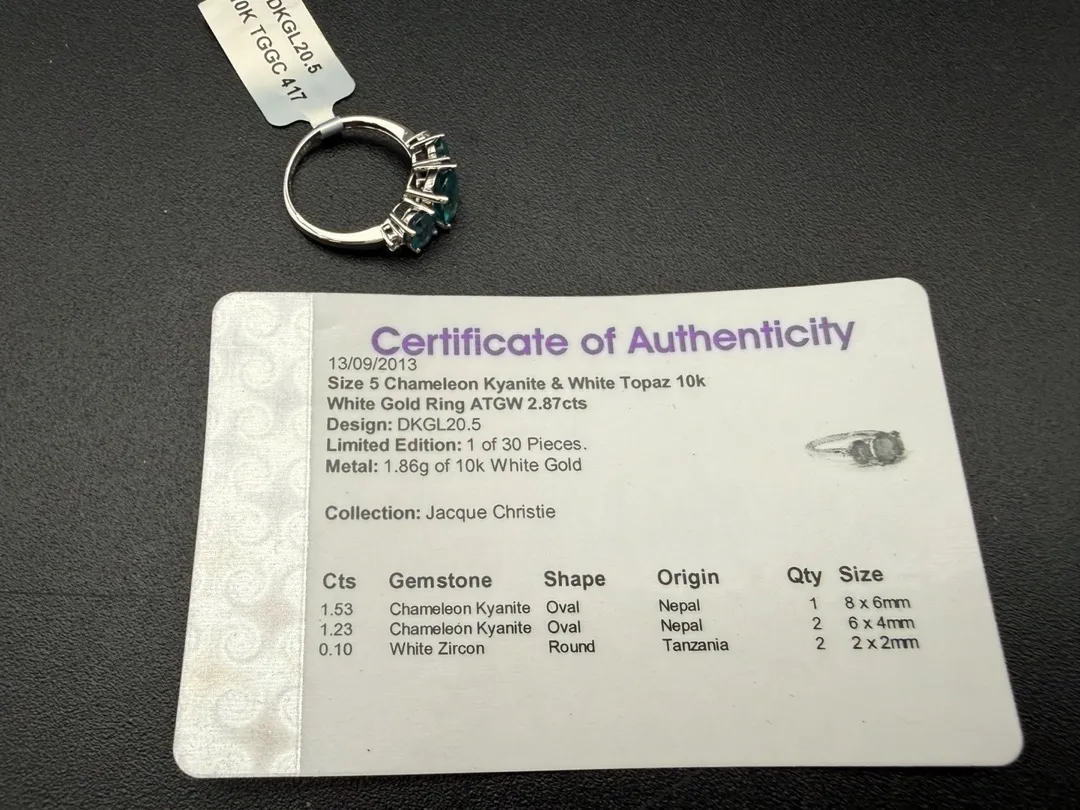 DKGL20.5
10K TGGC 417
Certificate of Authenticity
13/09/2013
Size 5 Chameleon Kyanite & White Topaz 10k
White Gold Ring ATGW 2.87cts
Design: DKGL20.5
Limited Edition: 1 of 30 Pieces.
Metal: 1.86g of 10k White Gold
Collection: Jacque Christie
Cts Gemstone Shape Origin Qty Size
1.53 Chameleon Kyanite Oval Nepal 1 8 x 6mm
1.23 Chameleon Kyanite Oval Nepal 2 6 x 4mm
0.10 White Zircon Round Tanzania 2 2 x 2mm